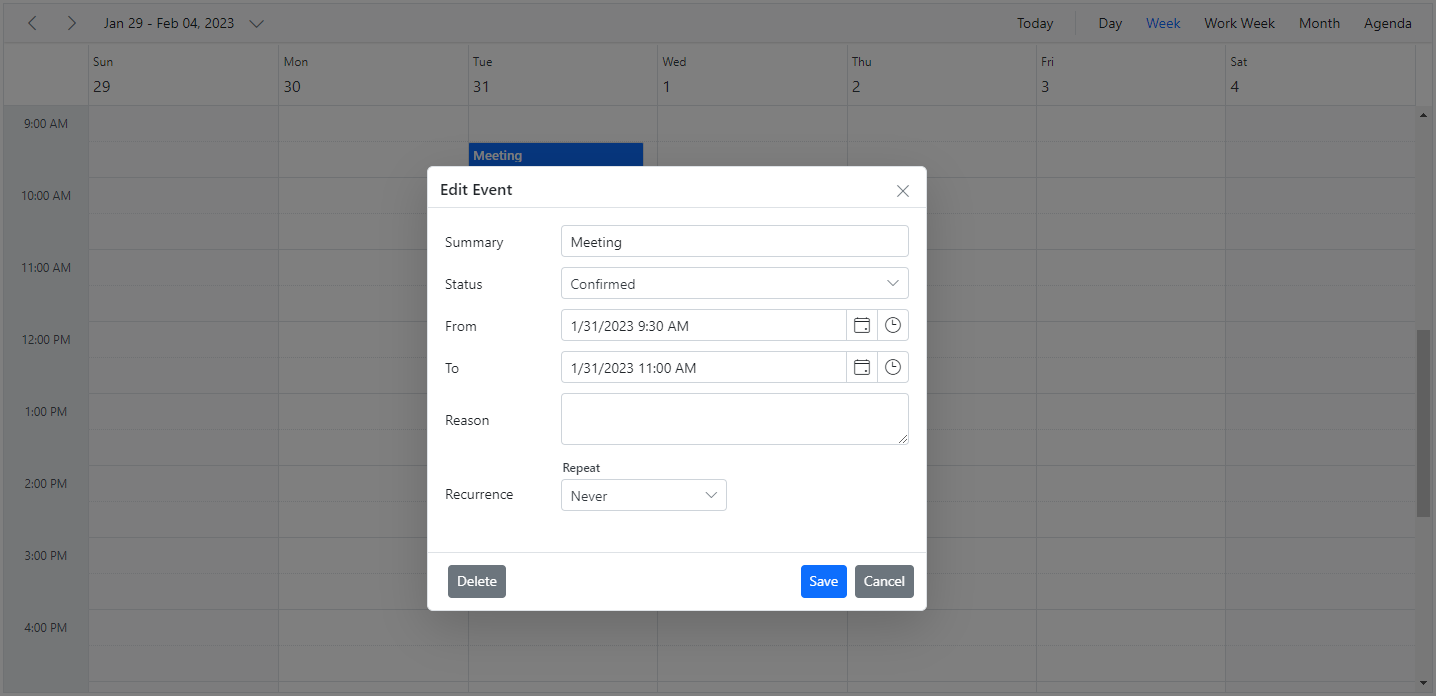 Jan 29 - Feb 04, 2023 Today Day Week Work Week Month Agenda
Sun Mon Tue Wed Thu Fri Sat
29 30 31 1 2 3 4
9:00 AM
Meeting
10:00 AM
11:00 AM
12:00 PM
1:00 PM
2:00 PM
3:00 PM
4:00 PM
Edit Event
Summary Meeting
Status Confirmed
From 1/31/2023 9:30 AM
To 1/31/2023 11:00 AM
Reason
Repeat
Recurrence Never
Delete Save Cancel